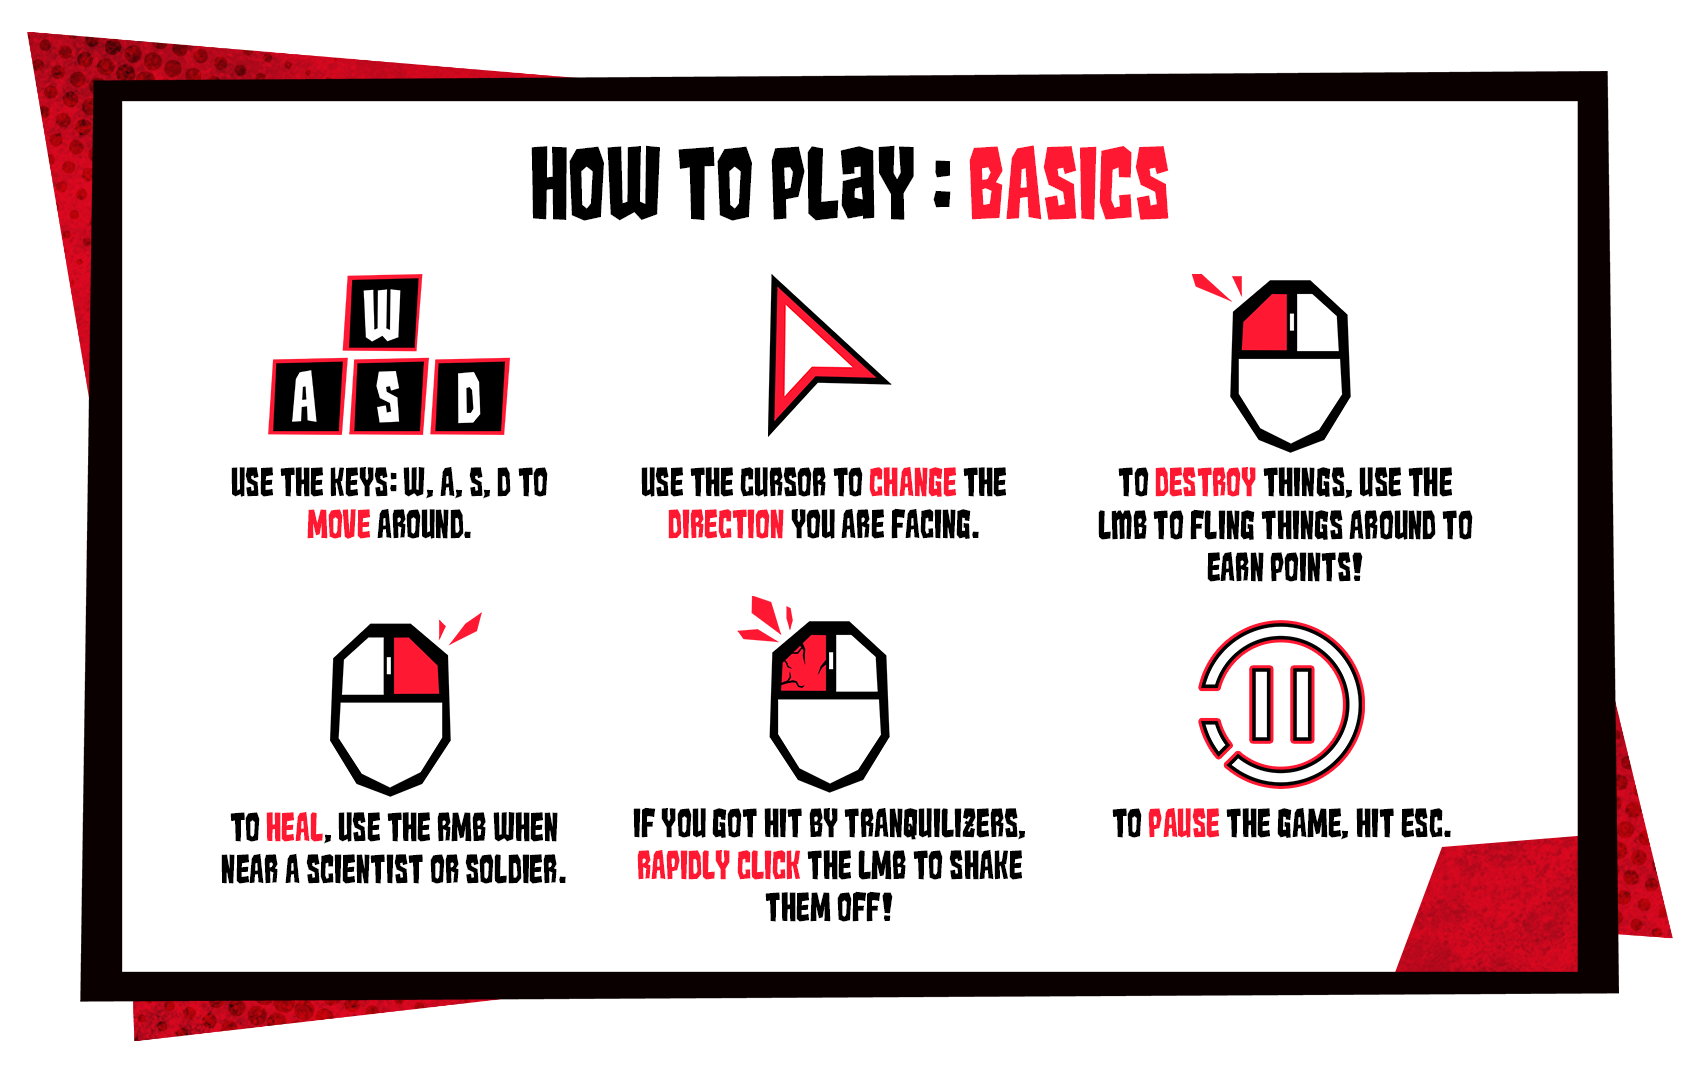 HOW TO PLAY : BASICS
W
A S D
USE THE KEYS: W, A, S, D TO
MOVE AROUND.
USE THE CURSOR TO CHANGE THE
DIRECTION YOU ARE FACING.
TO DESTROY THINGS, USE THE
LMB TO FLING THINGS AROUND TO
EARN POINTS!
TO HEAL, USE THE RMB WHEN
NEAR A SCIENTIST OR SOLDIER.
IF YOU GOT HIT BY TRANQUILIZERS,
RAPIDLY CLICK THE LMB TO SHAKE
THEM OFF!
TO PAUSE THE GAME, HIT ESC.